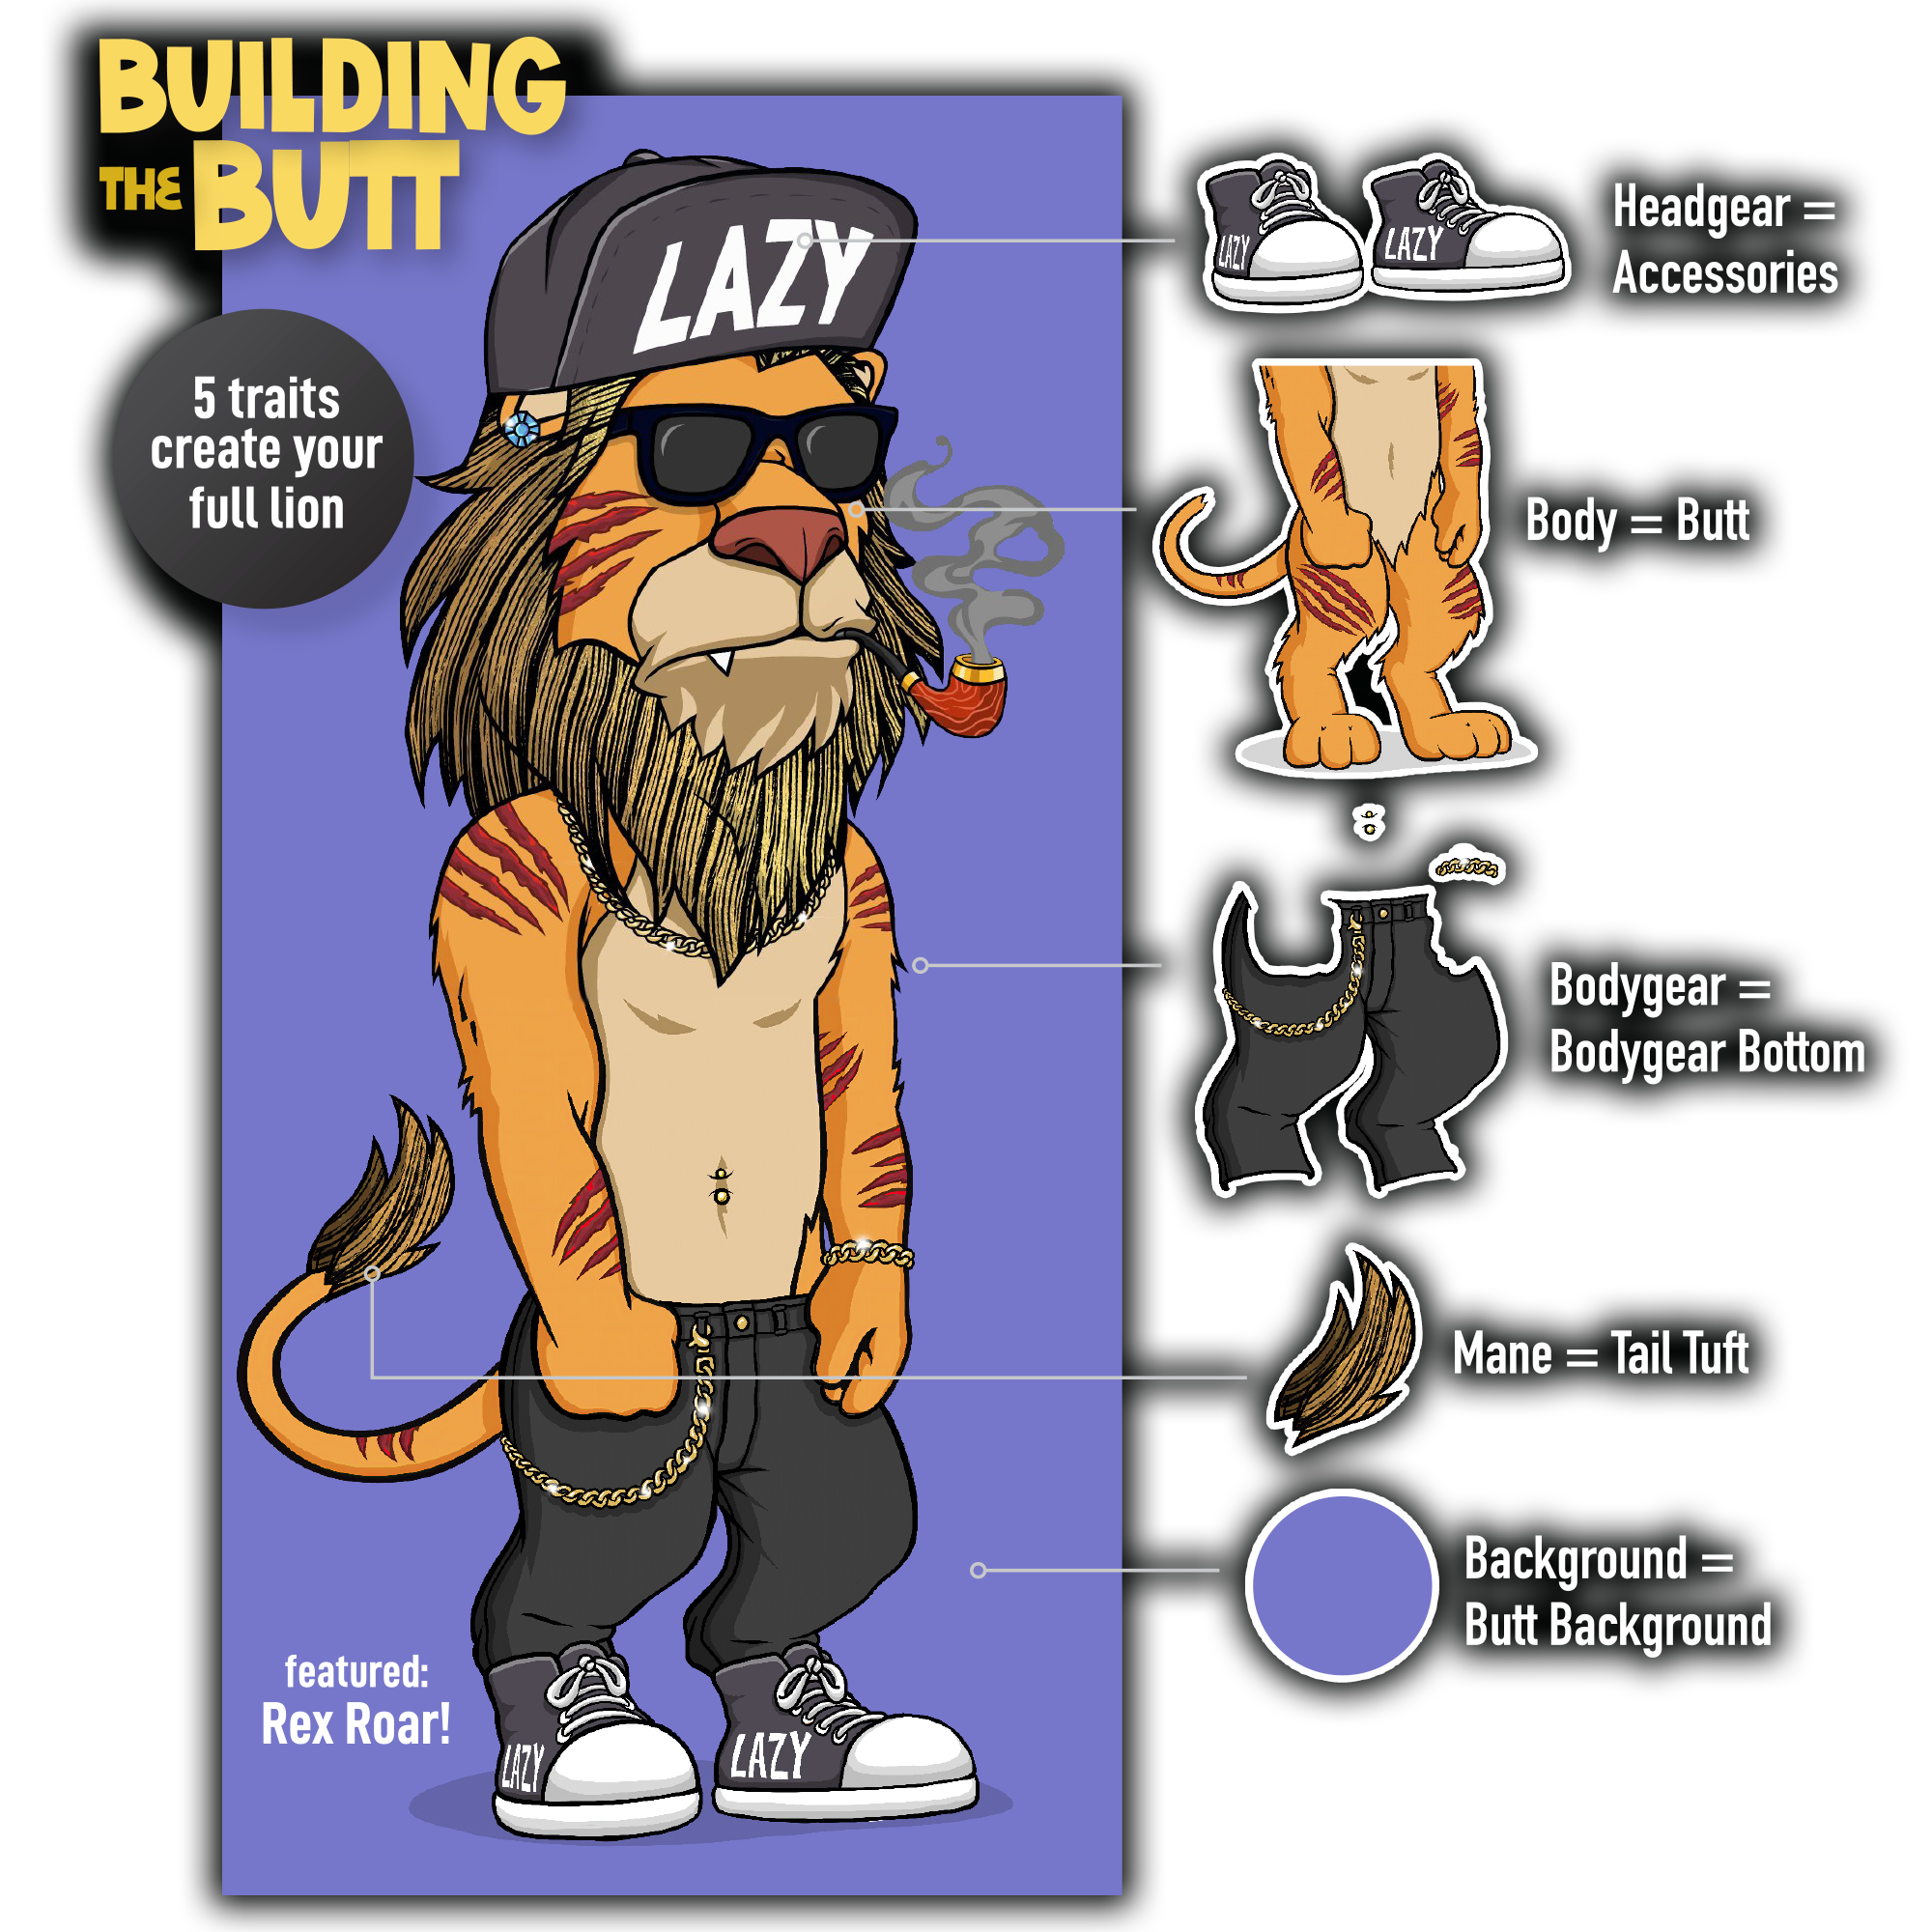 BUILDING
THE BUTT
5 traits
create your
full lion
LAZY
Headgear =
Accessories
LAZY
LAZY
Body = Butt
Bodygear =
Bodygear Bottom
Mane = Tail Tuft
Background =
Butt Background
featured:
Rex Roar!
LAZY
LAZY